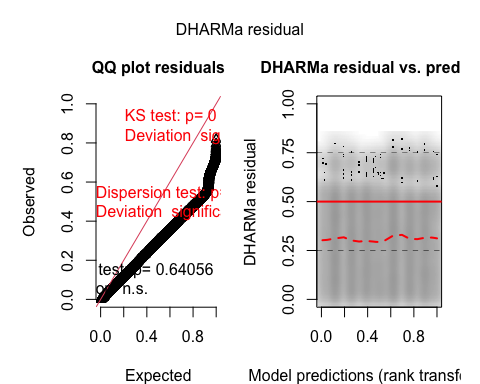 DHARMa residual
QQ plot residuals
DHARMa residual vs. pred
KS test: p= 0
Deviation sig
Dispersion test: p=
Deviation signific
test: p= 0.64056
n.s.
Observed
0.0 0.2 0.4 0.6 0.8 1.0
0.0 0.4 0.8
Expected
DHARMa residual
0.00 0.25 0.50 0.75 1.00
0.0 0.4 0.8
Model predictions (rank transfo